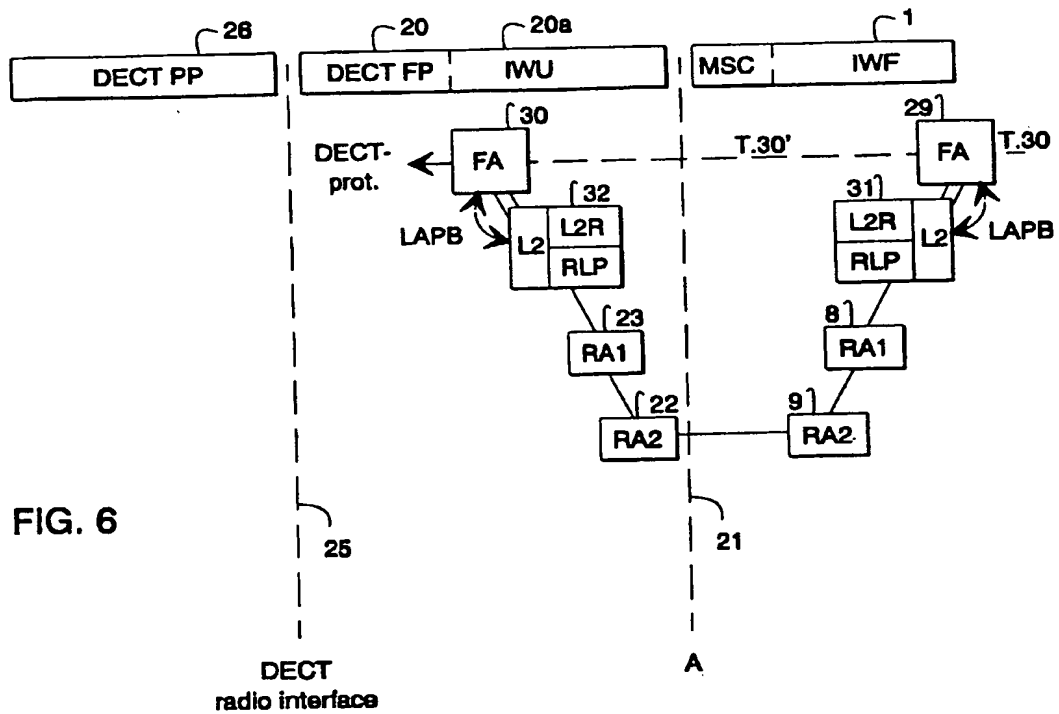 26 20 20a 1
DECT PP DECT FP IWU MSC IWF
30 29
DECT-
prot.
FA T.30' FA T.30
32 31
LAPB L2 L2R L2R L2 LAPB
RLP RLP
23 8
RA1 RA1
22 9
RA2 RA2
FIG. 6
25 21
DECT
radio interface
A